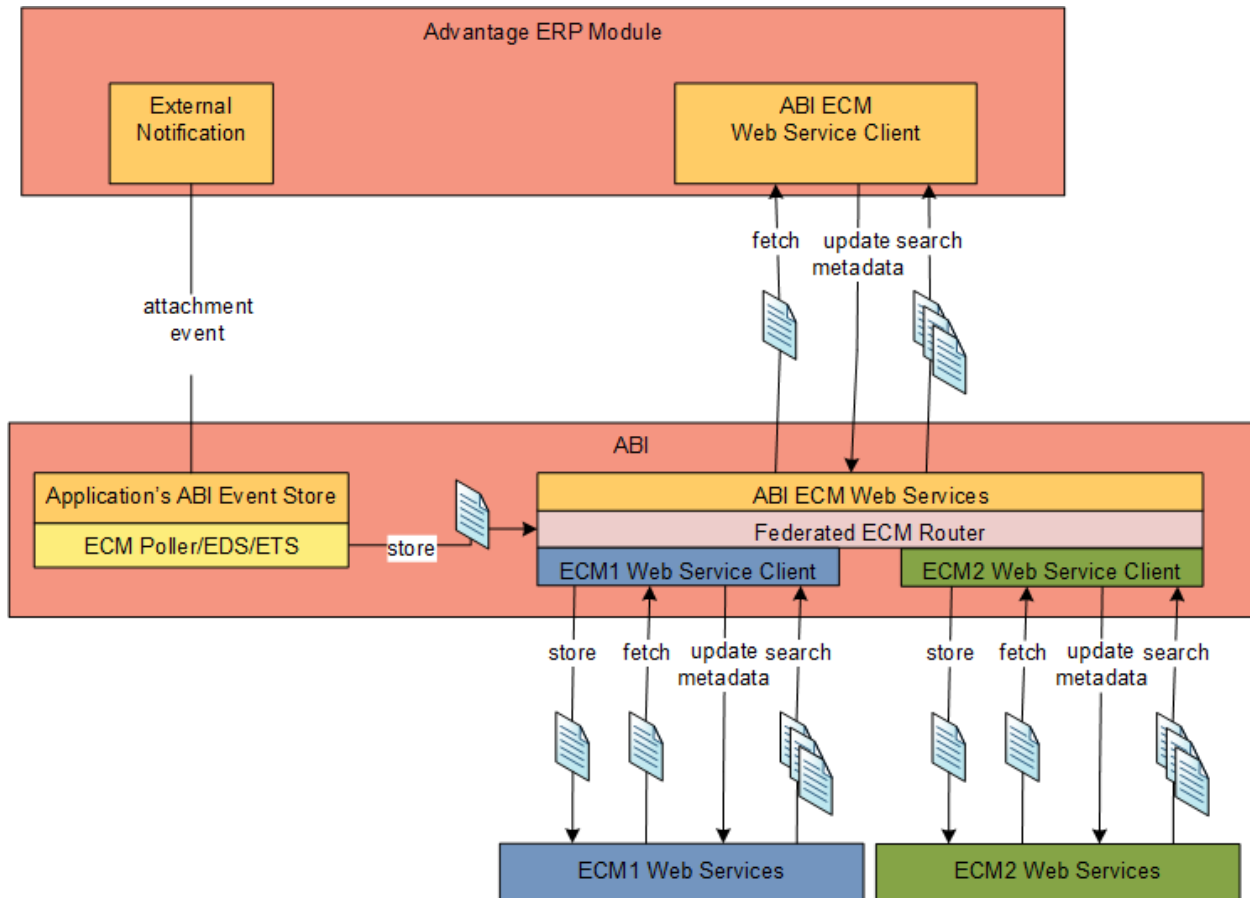 Advantage ERP Module
External
Notification
ABI ECM
Web Service Client
fetch
update
metadata
search
attachment
event
ABI
Application's ABI Event Store
ECM Poller/EDS/ETS
store
ABI ECM Web Services
Federated ECM Router
ECM1 Web Service Client
ECM2 Web Service Client
store
fetch
update
metadata
search
store
fetch
update
metadata
search
ECM1 Web Services
ECM2 Web Services